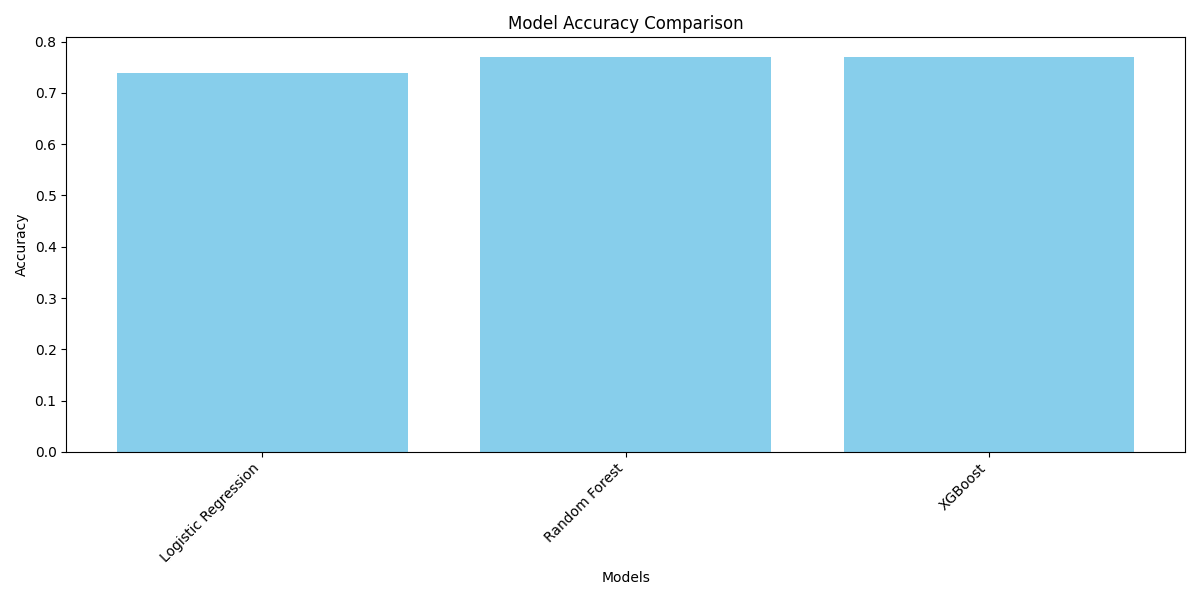 Model Accuracy Comparison
0.8
0.7
0.6
0.5
0.4
0.3
0.2
0.1
0.0
Accuracy
Logistic Regression
Random Forest
XGBoost
Models